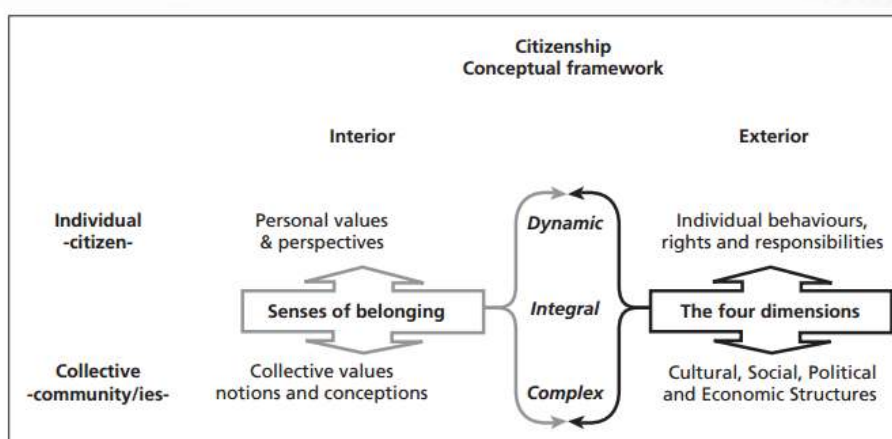 Citizenship
Conceptual framework
Interior
Exterior
Individual
-citizen-
Personal values
& perspectives
Dynamic
Individual behaviours,
rights and responsibilities
Senses of belonging
Integral
The four dimensions
Collective
-community/ies-
Collective values
notions and conceptions
Complex
Cultural, Social, Political
and Economic Structures